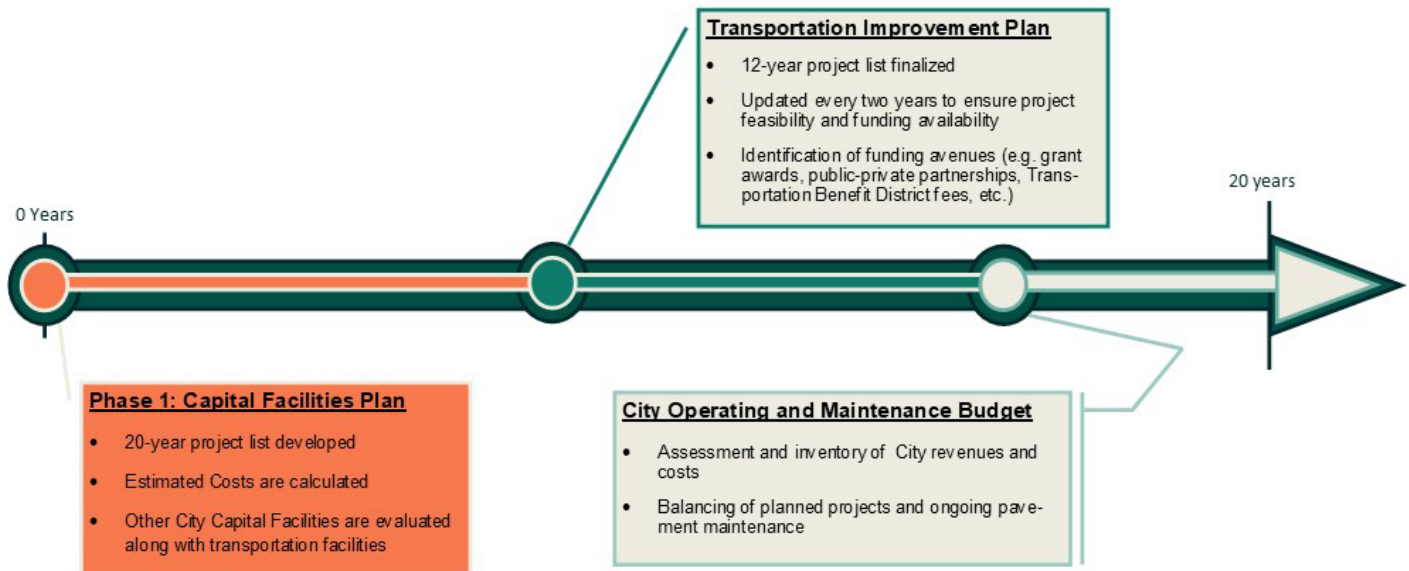 Transportation Improvement Plan
• 12-year project list finalized
• Updated every two years to ensure project
feasibility and funding availability
• Identification of funding avenues (e.g. grant
awards, public-private partnerships, Trans-
portation Benefit District fees, etc.)
20 years
0 Years
Phase 1: Capital Facilities Plan
• 20-year project list developed
• Estimated Costs are calculated
• Other City Capital Facilities are evaluated
along with transportation facilities
City Operating and Maintenance Budget
• Assessment and inventory of City revenues and
costs
• Balancing of planned projects and ongoing pave-
ment maintenance